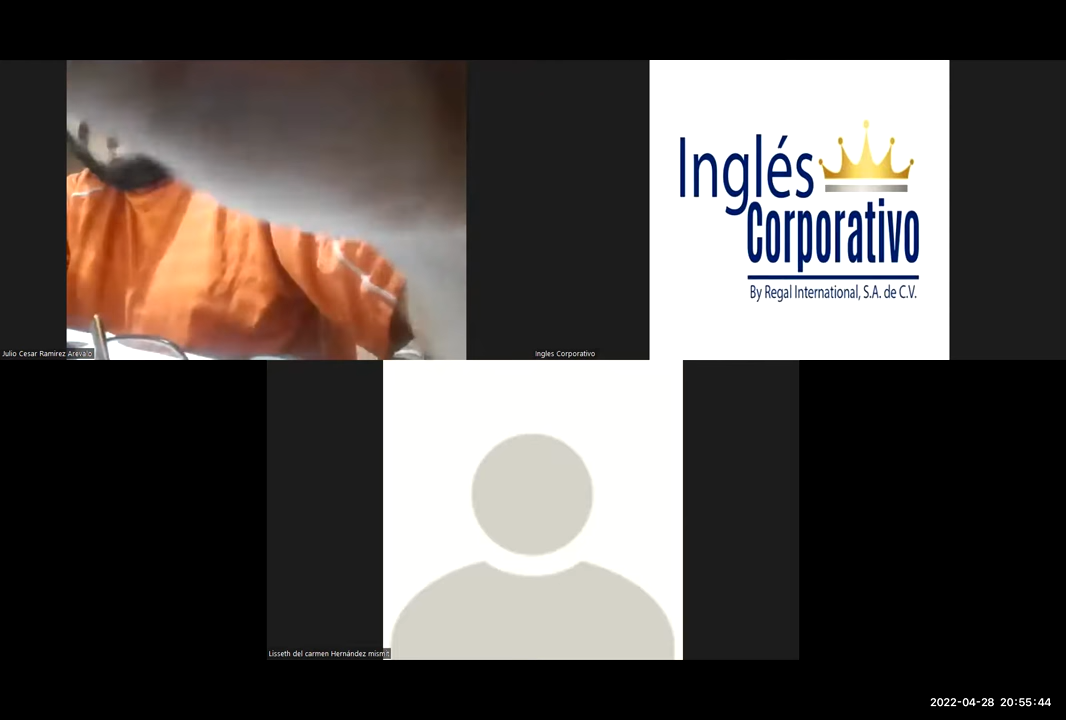 Inglés
Corporativo
By Regal International, S.A. de C.V.
Julio Cesar Ramirez Arevalo
Ingles Corporativo
Lisseth del carmen Hernández mismit
2022-04-28 20:55:44